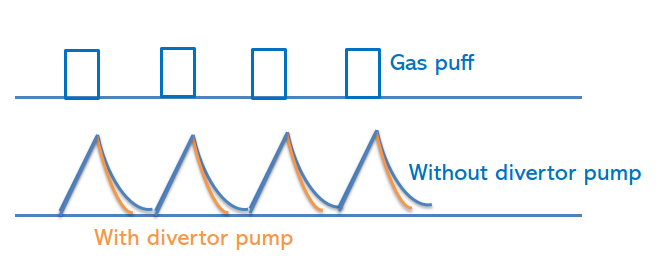 Gas puff
Without divertor pump
With divertor pump